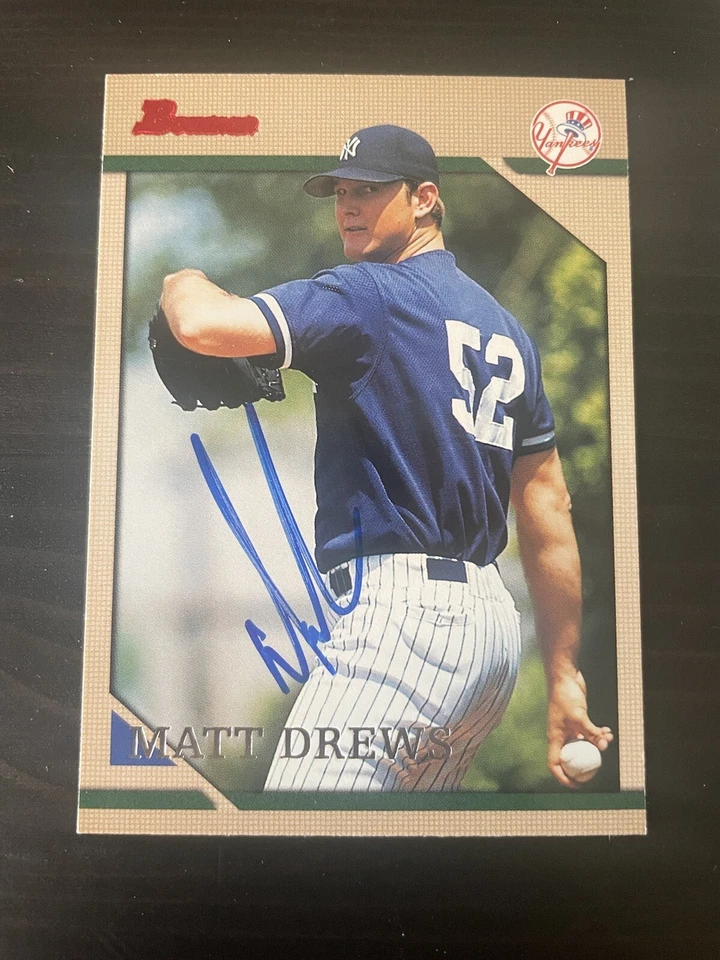 Bowman
Yankees
NY
52
MATT DREWS